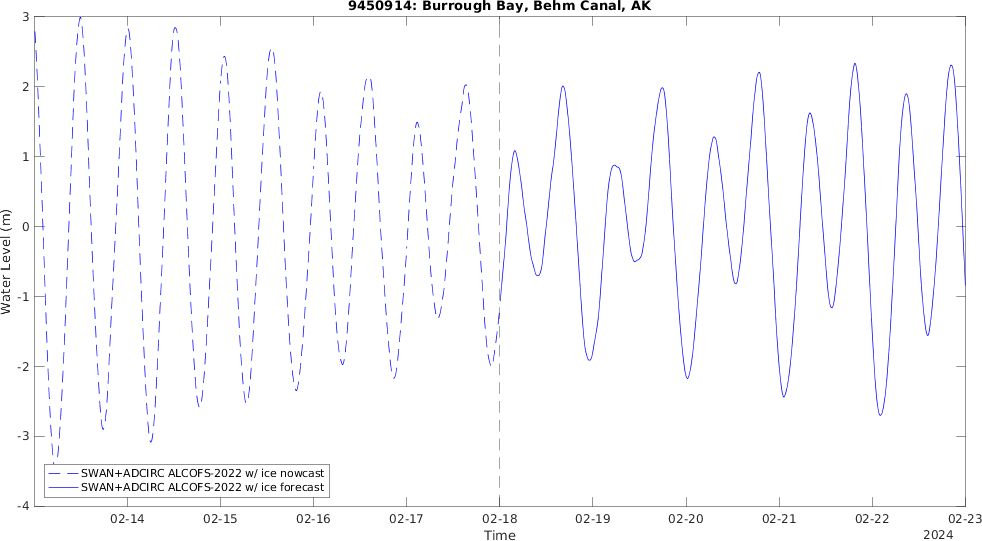 9450914: Burrough Bay, Behm Canal, AK
Water Level (m)
3
2
1
0
-1
-2
-3
-4
SWAN+ADCIRC ALCOFS-2022 w/ ice nowcast
SWAN+ADCIRC ALCOFS-2022 w/ ice forecast
02-14 02-15 02-16 02-17 02-18 02-19 02-20 02-21 02-22 02-23
Time
2024